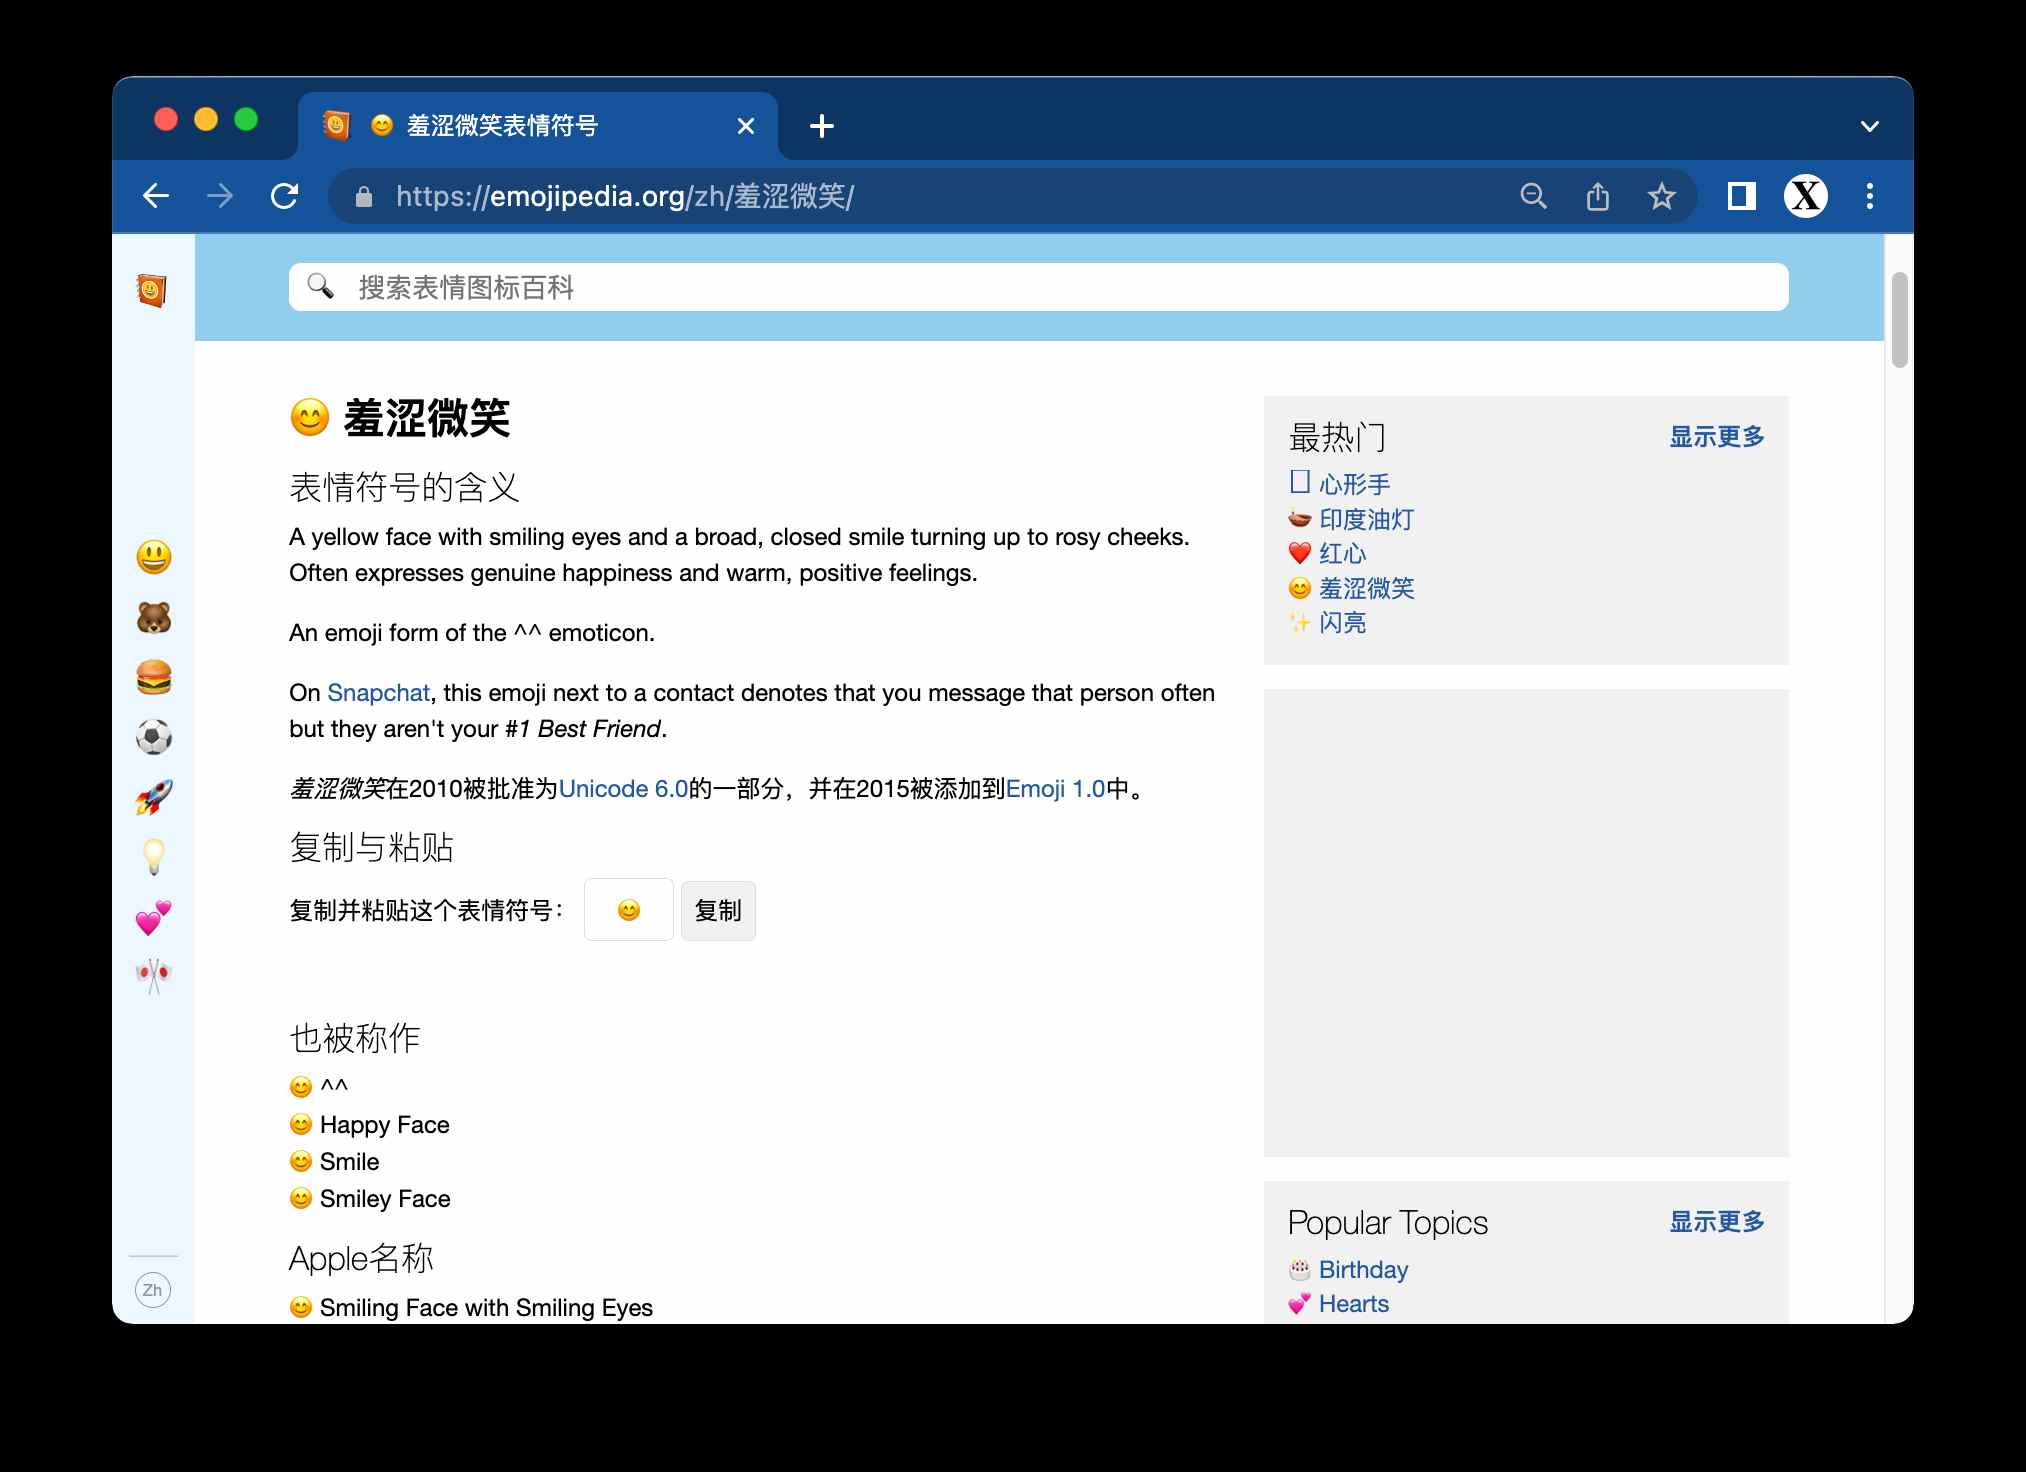 😊 羞涩微笑表情符号
https://emojipedia.org/zh/羞涩微笑/
X
搜索表情图标百科
😊 羞涩微笑
表情符号的含义
A yellow face with smiling eyes and a broad, closed smile turning up to rosy cheeks.
Often expresses genuine happiness and warm, positive feelings.
An emoji form of the ^^ emoticon.
On Snapchat, this emoji next to a contact denotes that you message that person often
but they aren't your #1 Best Friend.
羞涩微笑在2010被批准为Unicode 6.0的一部分，并在2015被添加到Emoji 1.0中。
复制与粘贴
复制并粘贴这个表情符号： 😊 复制
也被称作
😊 ^^
😊 Happy Face
😊 Smile
😊 Smiley Face
Apple名称
😊 Smiling Face with Smiling Eyes
最热门 显示更多
心形手
🪔 印度油灯
❤️ 红心
😊 羞涩微笑
✨ 闪亮
Popular Topics 显示更多
🎂 Birthday
💕 Hearts
Zh